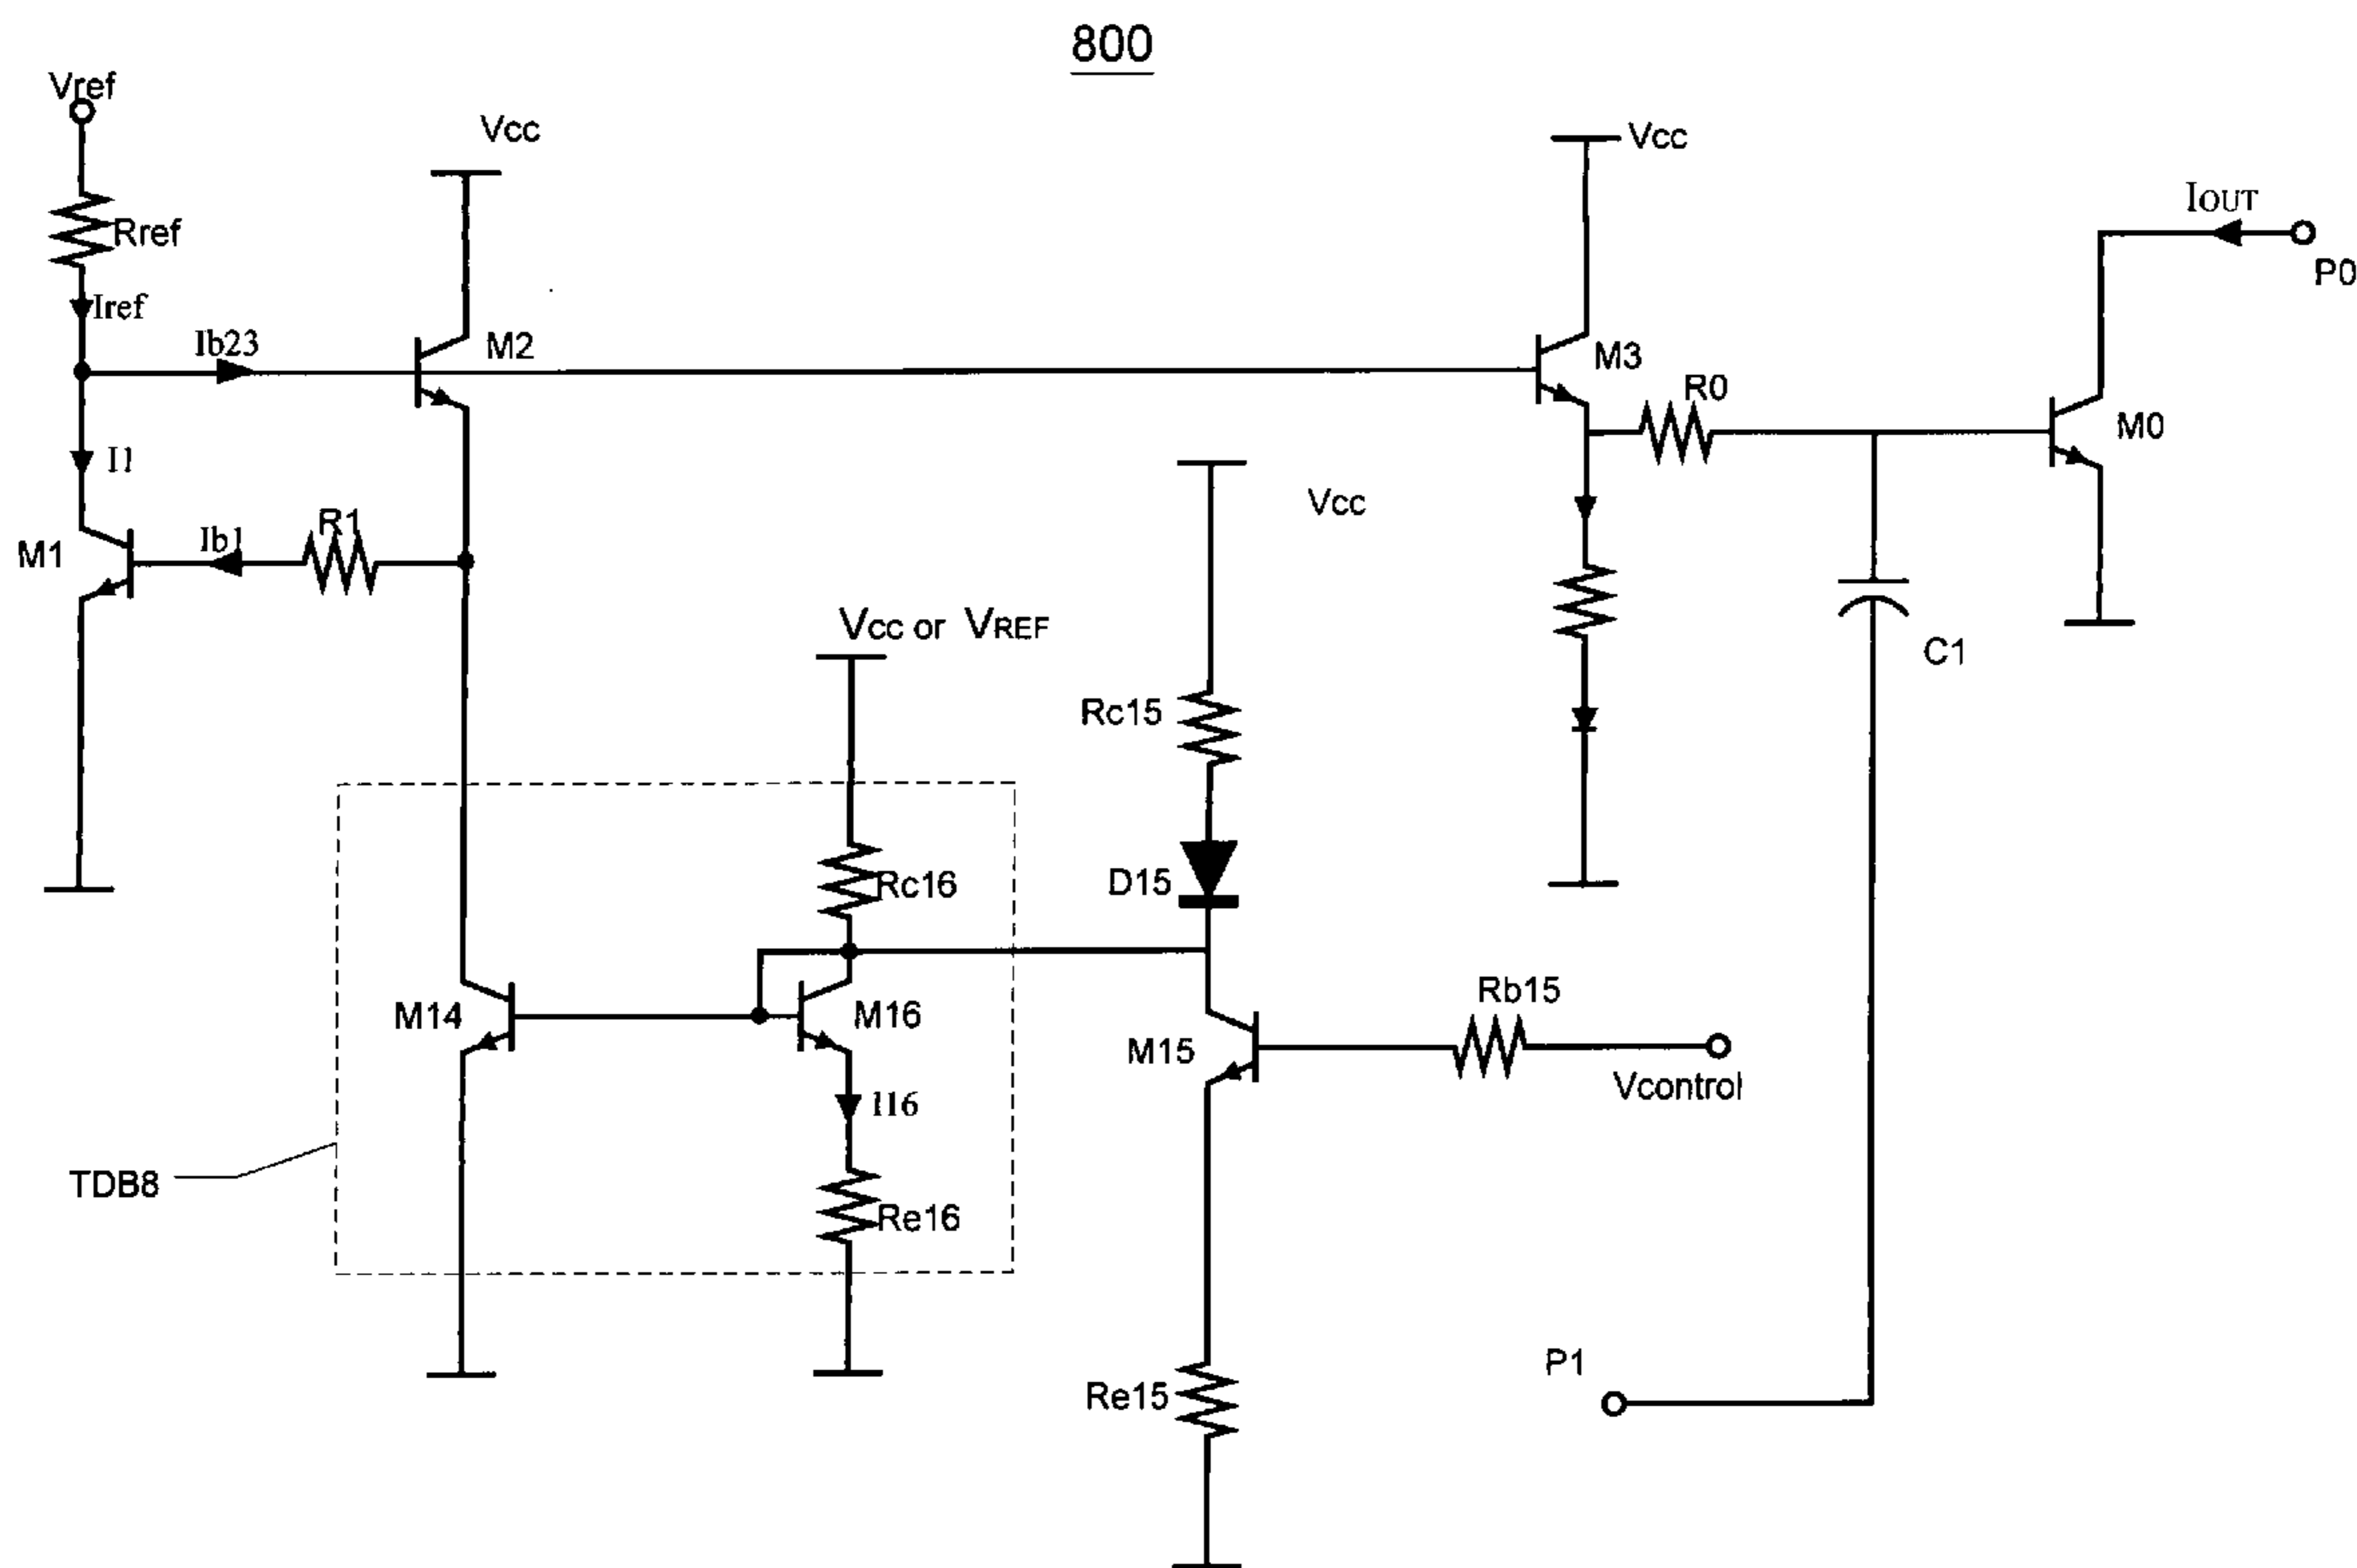 800
Vref
Vcc
Vcc
IOUT
Rref
P0
Iref
Ib23
M2
M3
R0
M0
I1
Vcc
R1
M1
Ib1
Vcc or VREF
C1
Rc15
Rc16
D15
Rb15
M14
M16
M15
Vcontrol
I16
TDB8
Re16
P1
Re15